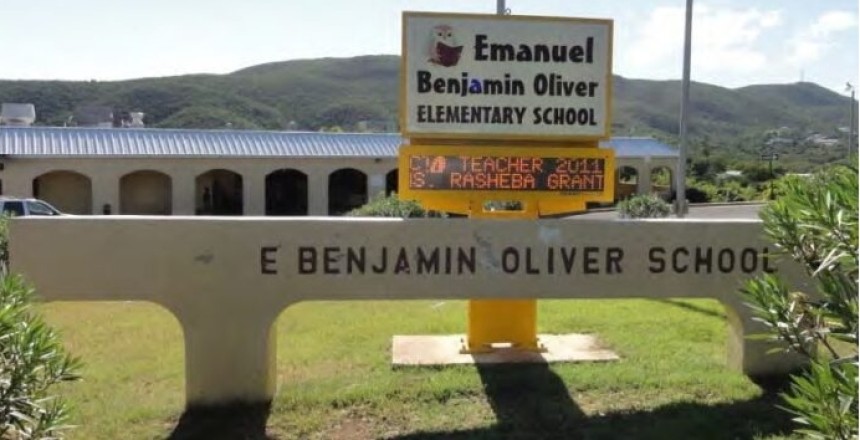 Emanuel
Benjamin Oliver
ELEMENTARY SCHOOL
TEACHER 2011
S. RASHEBA GRANT
E BENJAMIN OLIVER SCHOOL